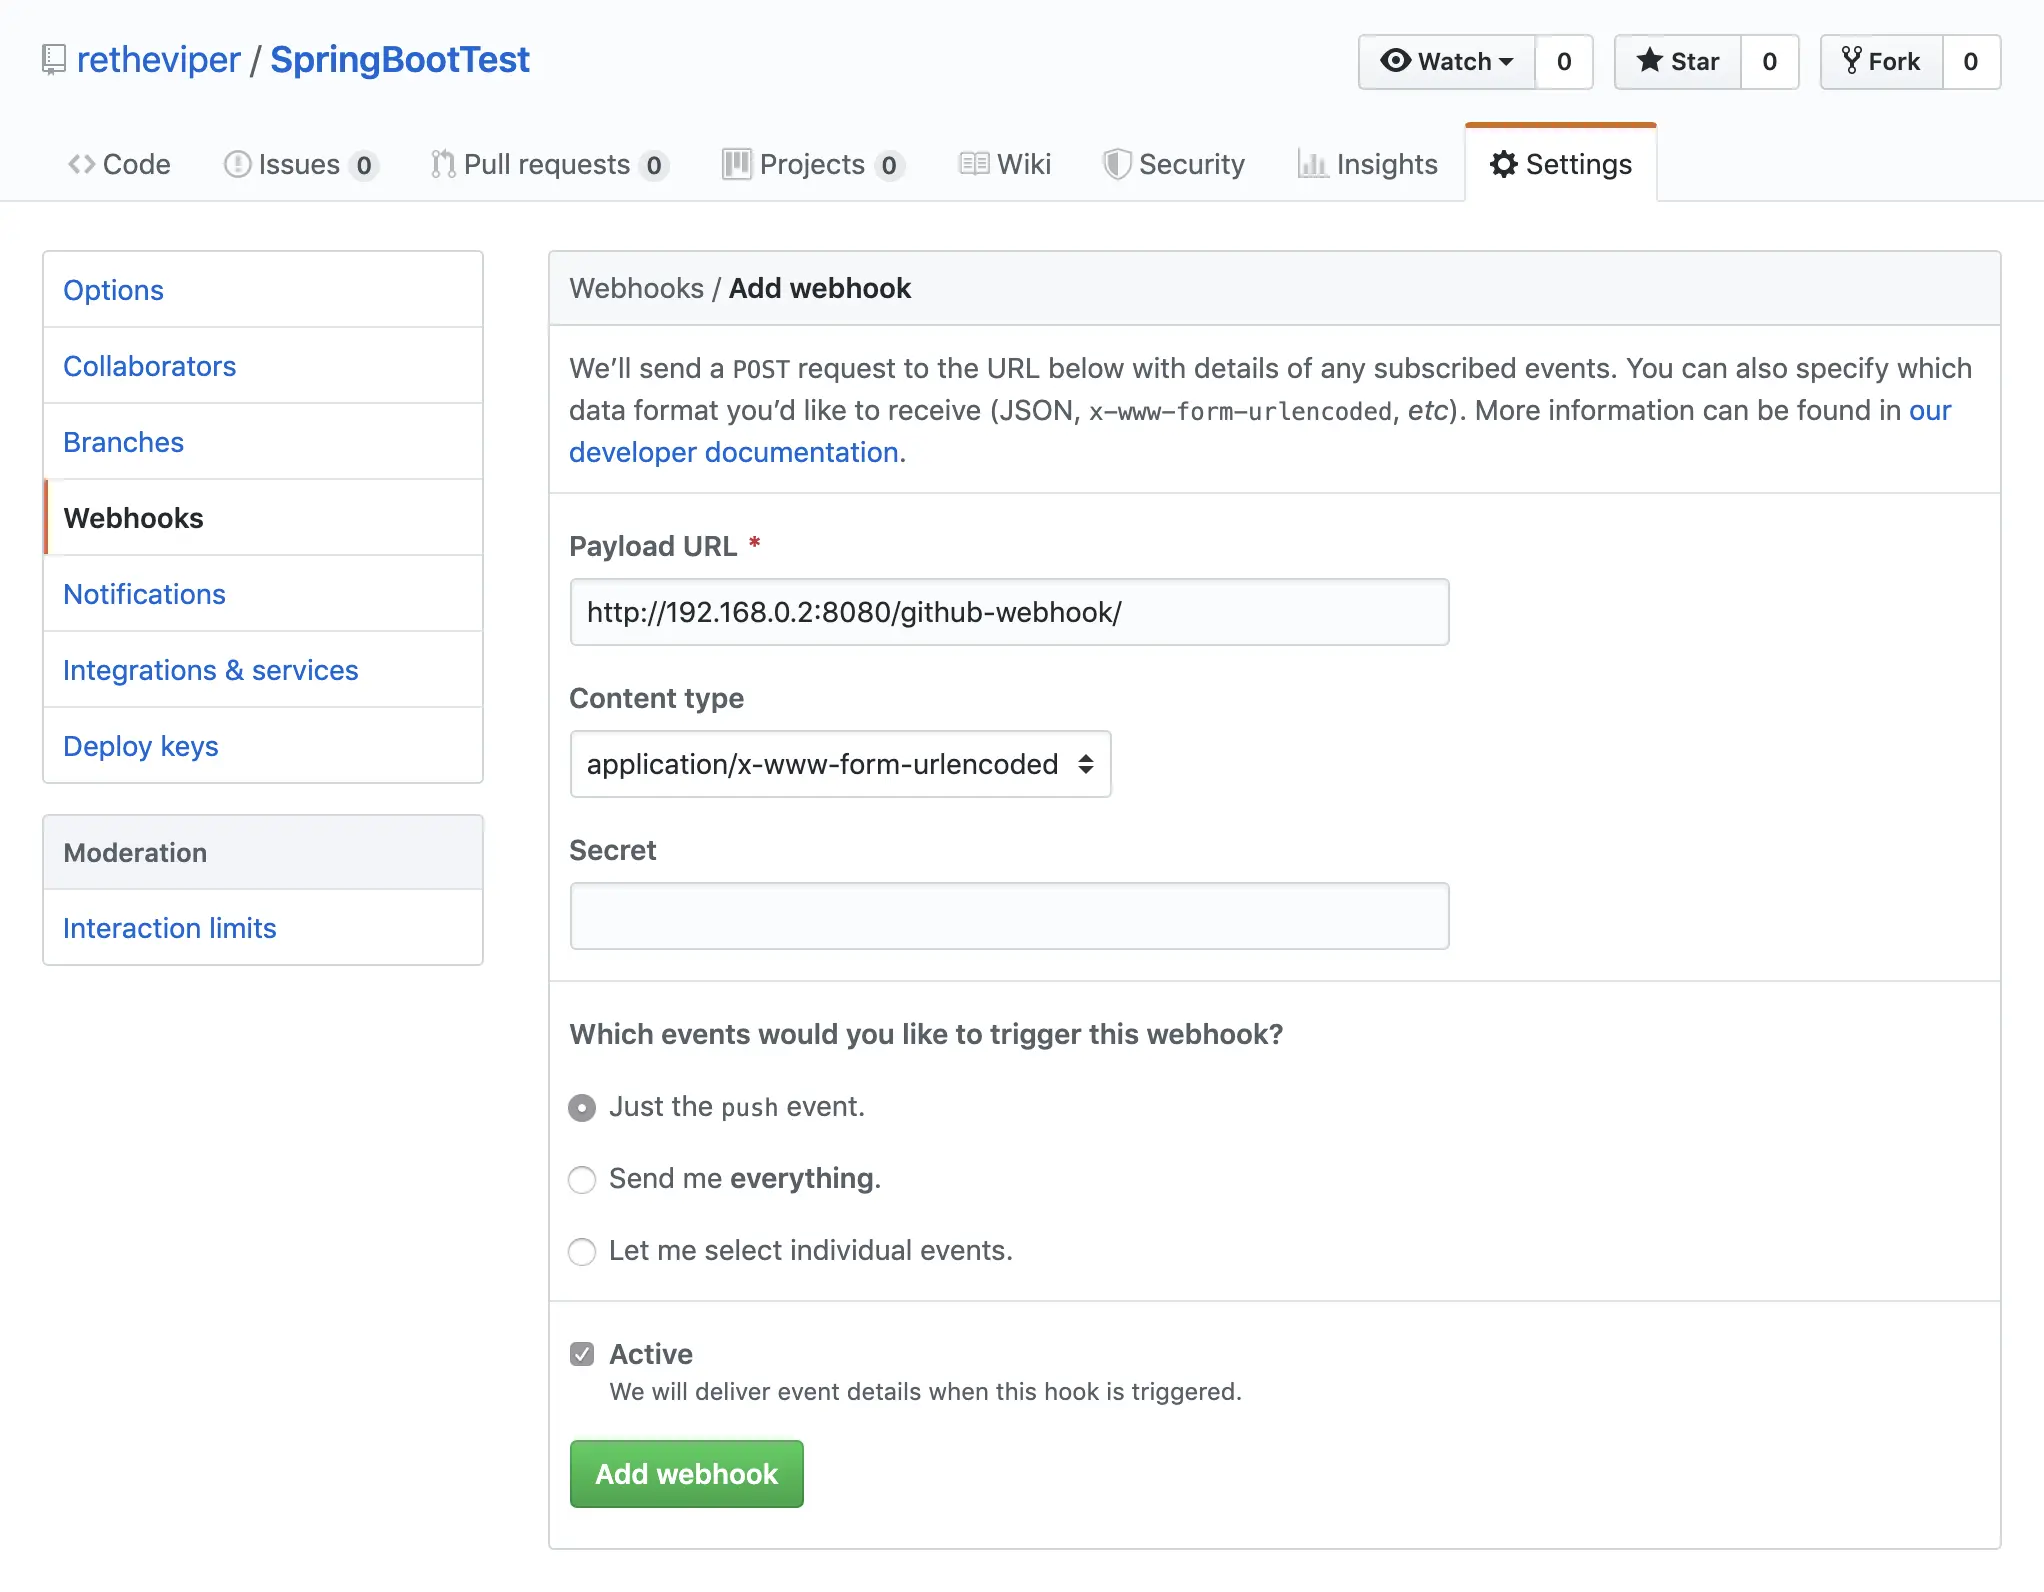 retheviper / SpringBootTest
Watch 0 Star 0 Fork 0
Code Issues 0 Pull requests 0 Projects 0 Wiki Security Insights Settings
Options
Collaborators
Branches
Webhooks
Notifications
Integrations & services
Deploy keys
Moderation
Interaction limits
Webhooks / Add webhook
We’ll send a POST request to the URL below with details of any subscribed events. You can also specify which
data format you’d like to receive (JSON, x-www-form-urlencoded, etc). More information can be found in our
developer documentation.
Payload URL *
http://192.168.0.2:8080/github-webhook/
Content type
application/x-www-form-urlencoded
Secret
Which events would you like to trigger this webhook?
Just the push event.
Send me everything.
Let me select individual events.
Active
We will deliver event details when this hook is triggered.
Add webhook